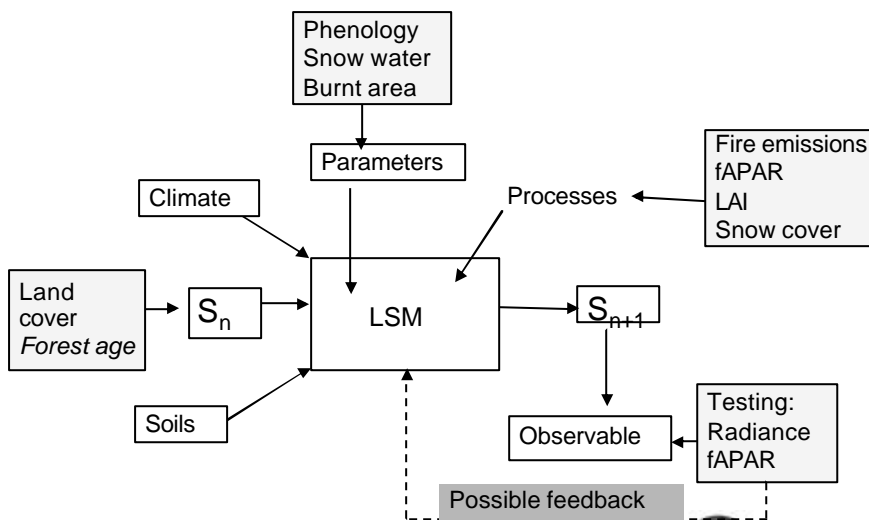 Phenology
Snow water
Burnt area
Parameters
Fire emissions
fAPAR
LAI
Snow cover
Processes
Climate
Land
cover
Forest age
Sn
LSM
Sn+1
Soils
Observable
Testing:
Radiance
fAPAR
Possible feedback